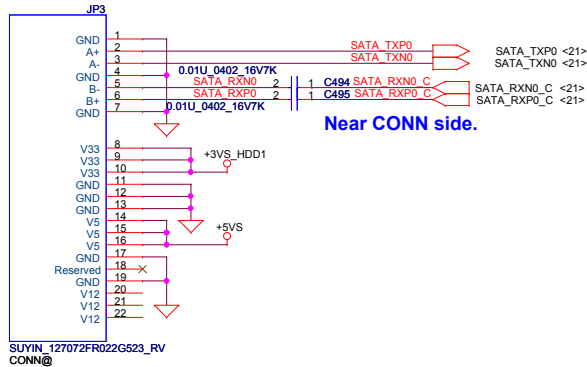 JP3
GND 1
A+ 2 SATA_TXP0 SATA_TXP0 <21>
A- 3 SATA_TXN0 SATA_TXN0 <21>
GND 4 0.01U_0402_16V7K
B- 5 SATA_RXN0 2 1 C494 SATA_RXN0_C SATA_RXN0_C <21>
B+ 6 SATA_RXP0 2 1 C495 SATA_RXP0_C SATA_RXP0_C <21>
GND 7 0.01U_0402_16V7K
Near CONN side.
V33 8
V33 9 +3VS_HDD1
V33 10
GND 11
GND 12
GND 13
V5 14
V5 15 +5VS
V5 16
GND 17
Reserved 18
GND 19
V12 20
V12 21
V12 22
SUYIN_127072FR022G523_RV
CONN@